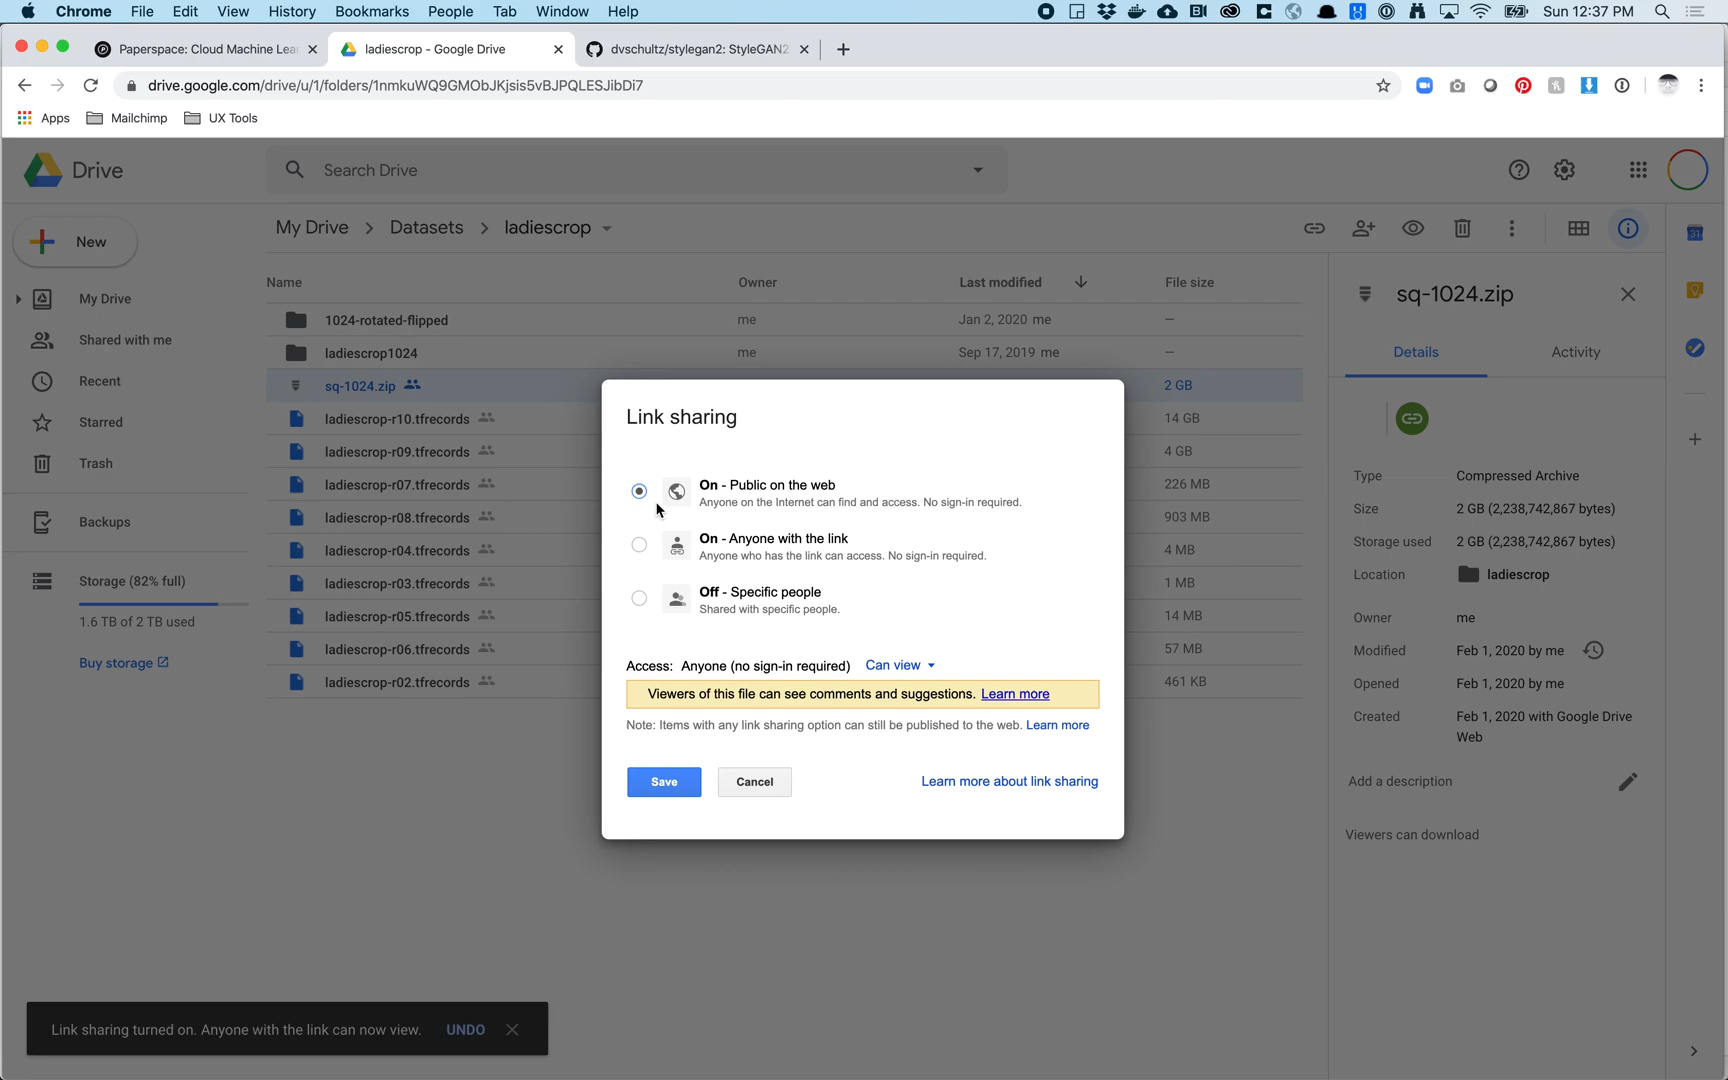 Chrome File Edit View History Bookmarks People Tab Window Help Sun 12:37 PM
Paperspace: Cloud Machine Lea ladiescrop - Google Drive dvschultz/stylegan2: StyleGAN2
drive.google.com/drive/u/1/folders/1nmkuWQ9GMObJKjsis5vBJPQLESJibDi7
Apps Mailchimp UX Tools
Drive Search Drive
New My Drive Datasets ladiescrop
My Drive
Shared with me
Recent
Starred
Trash
Backups
Storage (82% full)
1.6 TB of 2 TB used
Buy storage
Name Owner Last modified File size
1024-rotated-flipped me Jan 2, 2020 me –
ladiescrop1024 me Sep 17, 2019 me –
sq-1024.zip 2 GB
ladiescrop-r10.tfrecords 14 GB
ladiescrop-r09.tfrecords 4 GB
ladiescrop-r07.tfrecords 226 MB
ladiescrop-r08.tfrecords 903 MB
ladiescrop-r04.tfrecords 4 MB
ladiescrop-r03.tfrecords 1 MB
ladiescrop-r05.tfrecords 14 MB
ladiescrop-r06.tfrecords 57 MB
ladiescrop-r02.tfrecords 461 KB
Link sharing
On - Public on the web
Anyone on the Internet can find and access. No sign-in required.
On - Anyone with the link
Anyone who has the link can access. No sign-in required.
Off - Specific people
Shared with specific people.
Access: Anyone (no sign-in required) Can view
Viewers of this file can see comments and suggestions. Learn more
Note: Items with any link sharing option can still be published to the web. Learn more
Save Cancel Learn more about link sharing
sq-1024.zip
Details Activity
Type Compressed Archive
Size 2 GB (2,238,742,867 bytes)
Storage used 2 GB (2,238,742,867 bytes)
Location ladiescrop
Owner me
Modified Feb 1, 2020 by me
Opened Feb 1, 2020 by me
Created Feb 1, 2020 with Google Drive
Web
Add a description
Viewers can download
31
Link sharing turned on. Anyone with the link can now view. UNDO